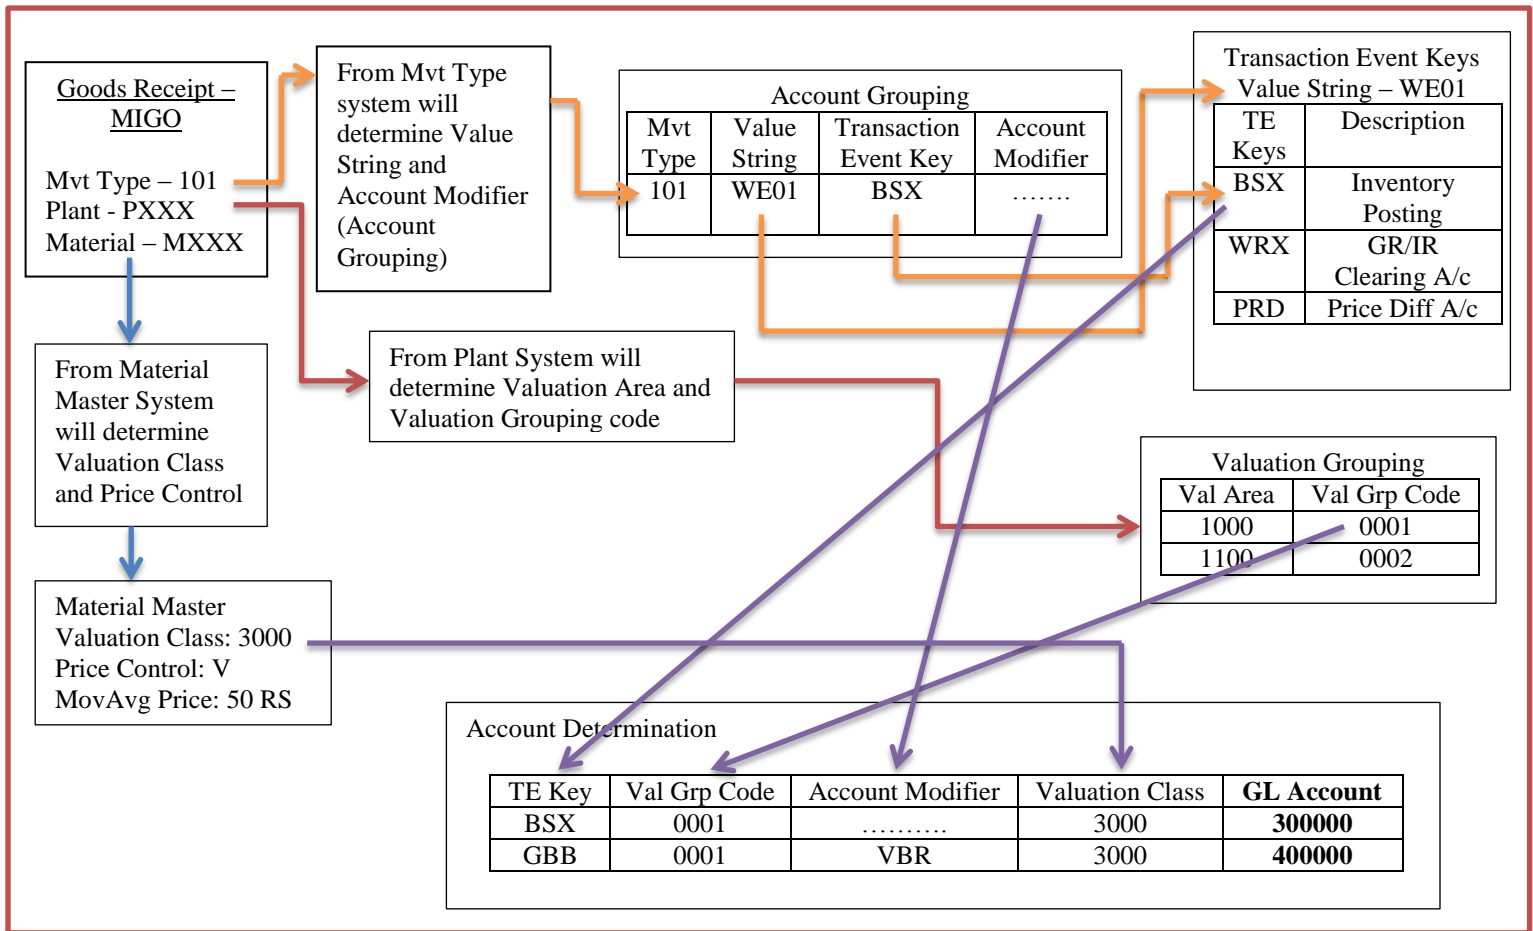 Goods Receipt –
MIGO
Mvt Type – 101
Plant - PXXX
Material – MXXX
From Mvt Type
system will
determine Value
String and
Account Modifier
(Account
Grouping)
Account Grouping
Mvt Type Value String Transaction Event Key Account Modifier
101 WE01 BSX …….
Transaction Event Keys
Value String – WE01
TE Keys Description
BSX Inventory Posting
WRX GR/IR Clearing A/c
PRD Price Diff A/c
From Material
Master System
will determine
Valuation Class
and Price Control
From Plant System will
determine Valuation Area and
Valuation Grouping code
Valuation Grouping
Val Area Val Grp Code
1000 0001
1100 0002
Material Master
Valuation Class: 3000
Price Control: V
MovAvg Price: 50 RS
Account Determination
TE Key Val Grp Code Account Modifier Valuation Class GL Account
BSX 0001 ………. 3000 300000
GBB 0001 VBR 3000 400000